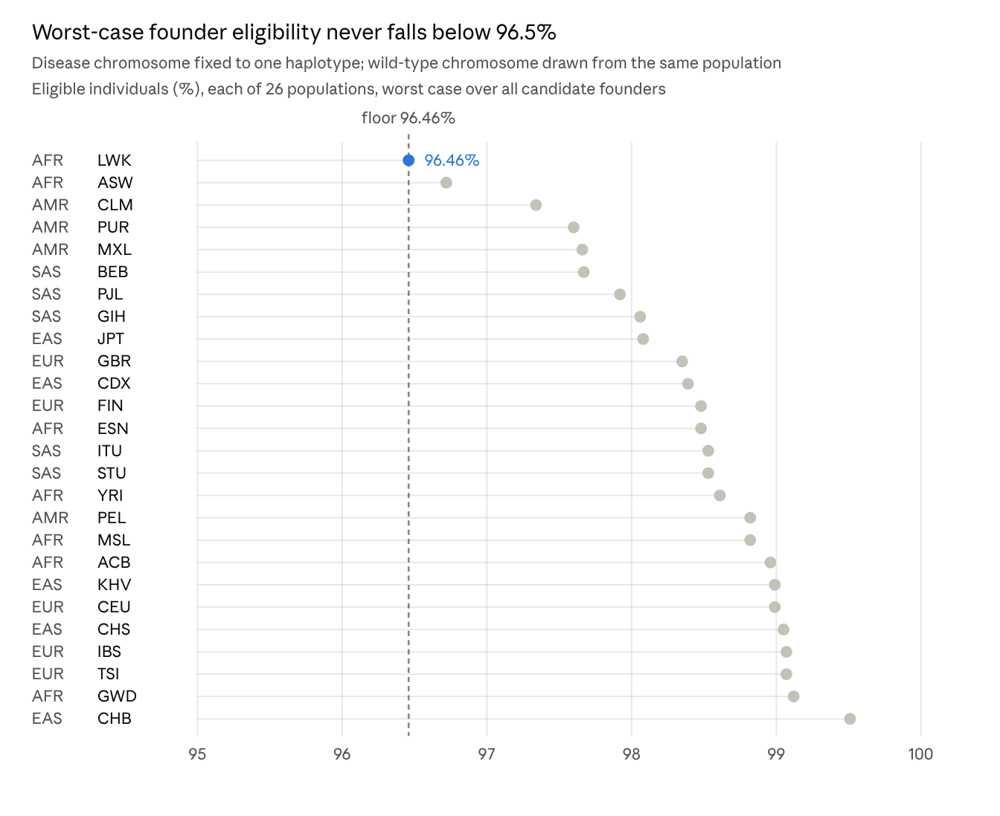 Worst-case founder eligibility never falls below 96.5%
Disease chromosome fixed to one haplotype; wild-type chromosome drawn from the same population
Eligible individuals (%), each of 26 populations, worst case over all candidate founders
floor 96.46%
AFR LWK 96.46%
AFR ASW
AMR CLM
AMR PUR
AMR MXL
SAS BEB
SAS PJL
SAS GIH
EAS JPT
EUR GBR
EAS CDX
EUR FIN
AFR ESN
SAS ITU
SAS STU
AFR YRI
AMR PEL
AFR MSL
AFR ACB
EAS KHV
EUR CEU
EAS CHS
EUR IBS
EUR TSI
AFR GWD
EAS CHB
95 96 97 98 99 100